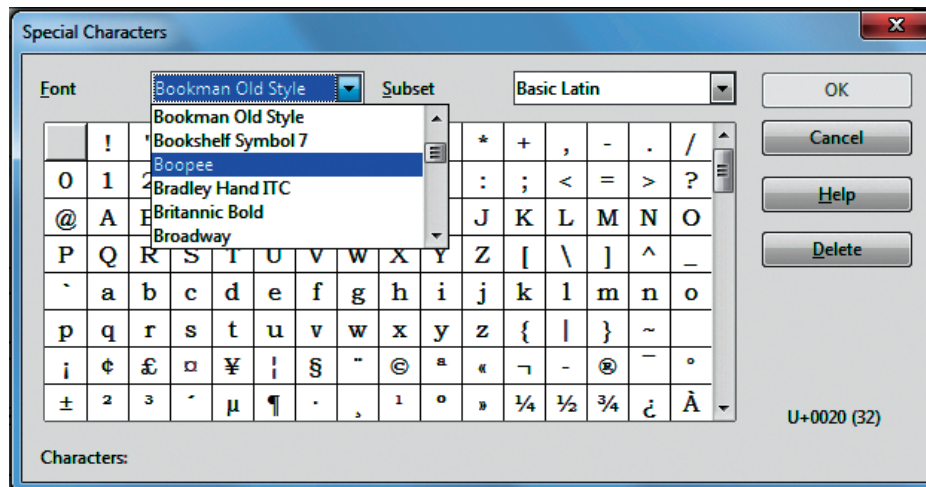 Special Characters
Font Bookman Old Style Subset Basic Latin OK
Bookman Old Style
Bookshelf Symbol 7
Boopee
Bradley Hand ITC
Britannic Bold
Broadway
! " * + , - . / Cancel
0 1 2 : ; < = > ? Help
@ A B J K L M N O
P Q R S T U V W X Y Z [ \ ] ^ _ Delete
` a b c d e f g h i j k l m n o
p q r s t u v w x y z { | } ~
¡ ¢ £ ¤ ¥ ¦ § ¨ © ª « ¬ - ® ¯ °
± ² ³ ´ µ ¶ · ¸ ¹ º » ¼ ½ ¾ ¿ À
U+0020 (32)
Characters: